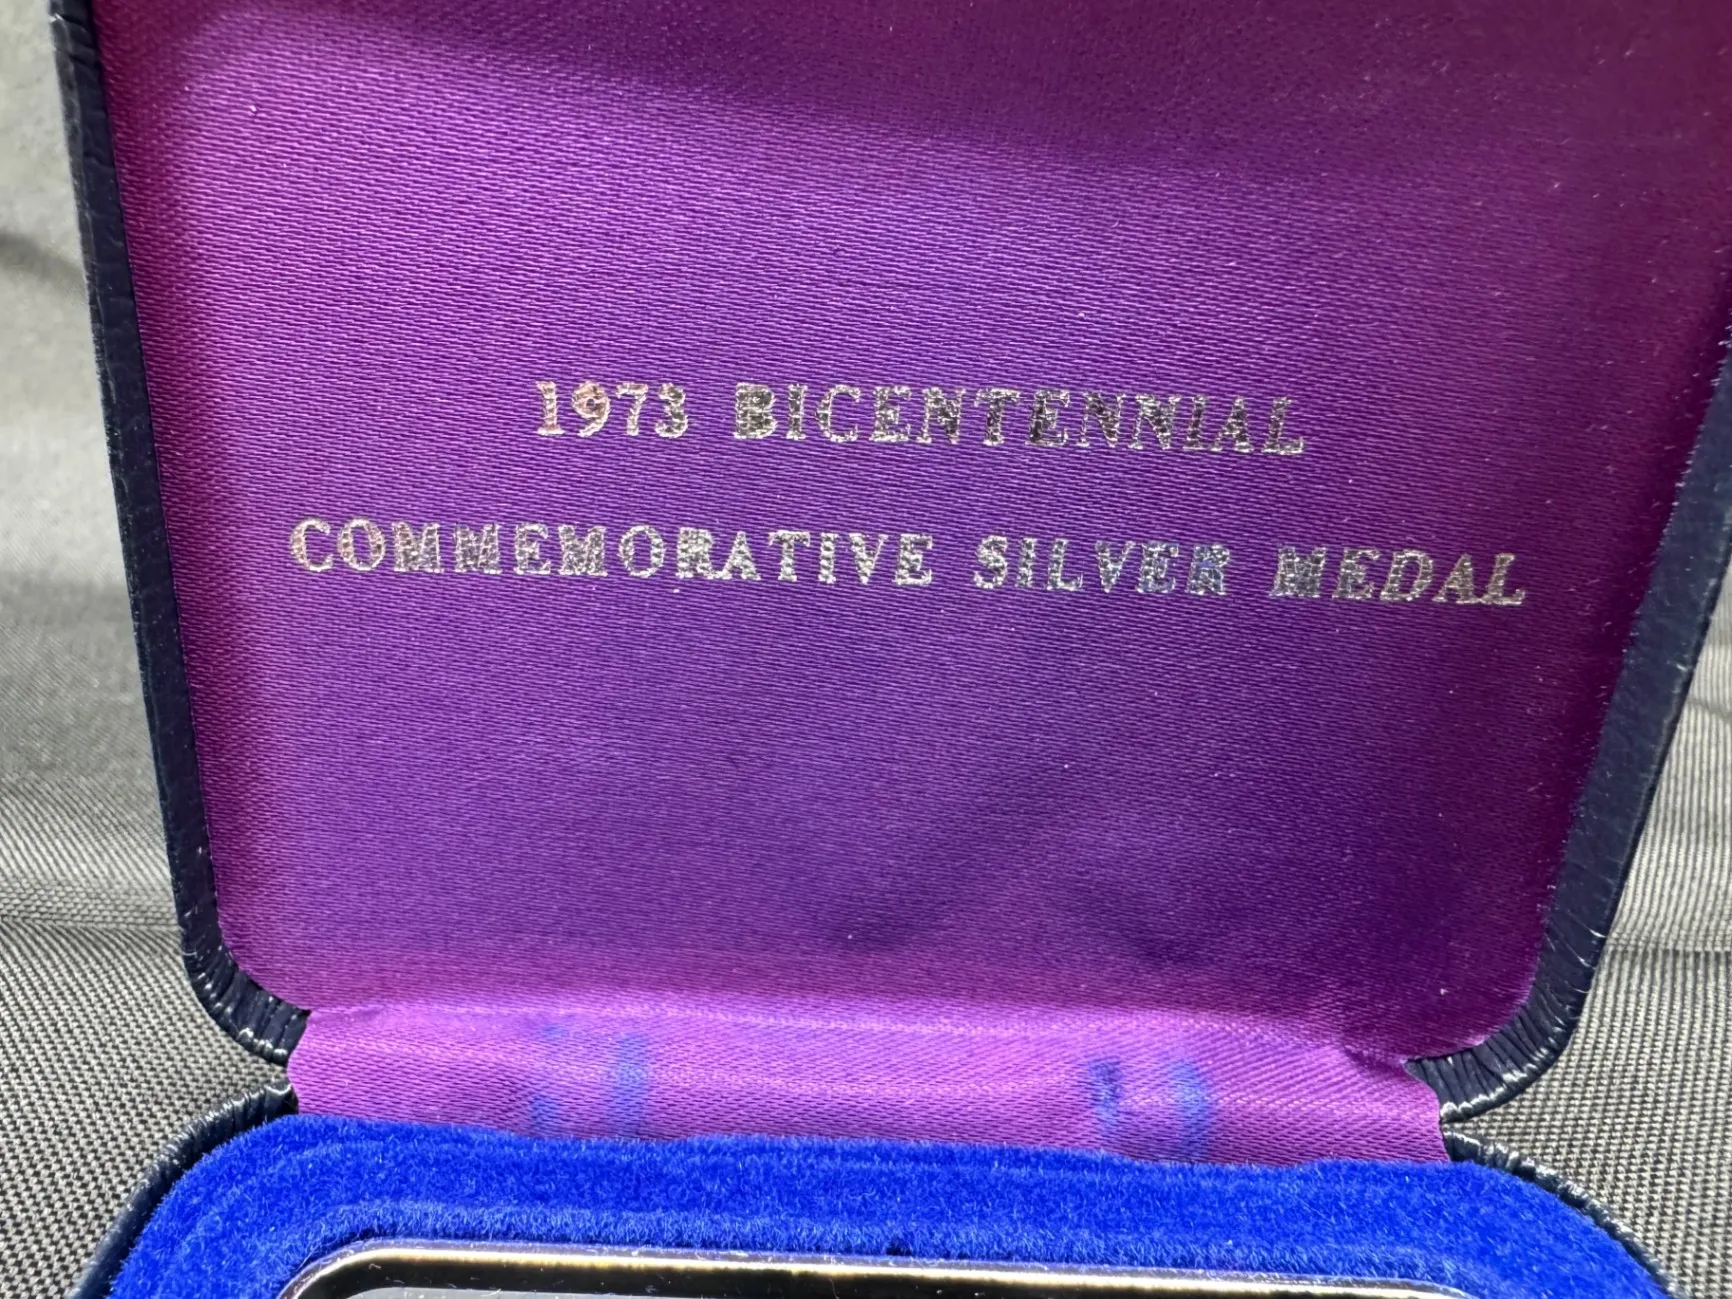 1973 BICENTENNIAL
COMMEMORATIVE SILVER MEDAL